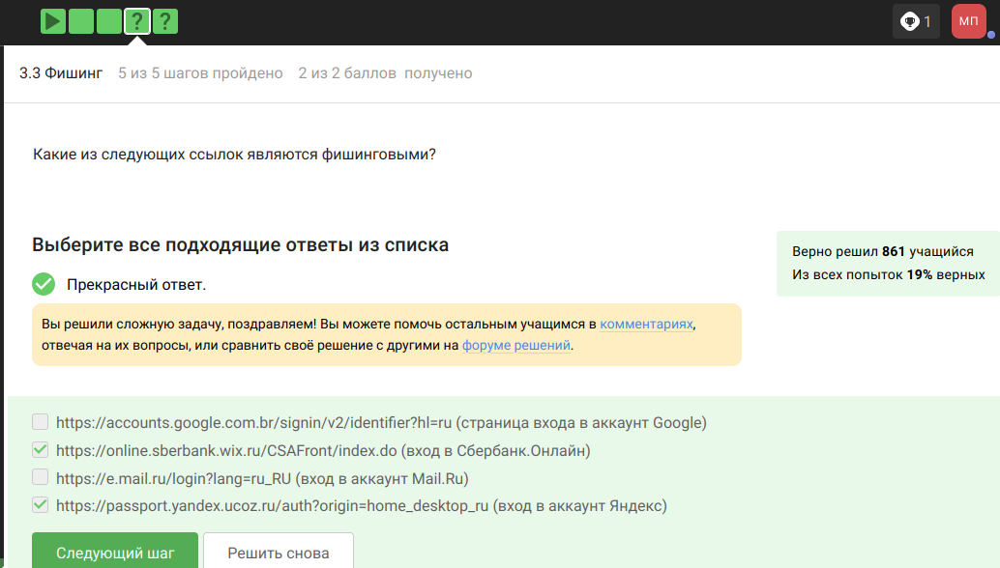 ? ?
1
МП
3.3 Фишинг 5 из 5 шагов пройдено 2 из 2 баллов получено
Какие из следующих ссылок являются фишинговыми?
Выберите все подходящие ответы из списка
Прекрасный ответ.
Верно решил 861 учащийся
Из всех попыток 19% верных
Вы решили сложную задачу, поздравляем! Вы можете помочь остальным учащимся в комментариях,
отвечая на их вопросы, или сравнить своё решение с другими на форуме решений.
https://accounts.google.com.br/signin/v2/identifier?hl=ru (страница входа в аккаунт Google)
https://online.sberbank.wix.ru/CSAFront/index.do (вход в Сбербанк.Онлайн)
https://e.mail.ru/login?lang=ru_RU (вход в аккаунт Mail.Ru)
https://passport.yandex.ucoz.ru/auth?origin=home_desktop_ru (вход в аккаунт Яндекс)
Следующий шаг
Решить снова